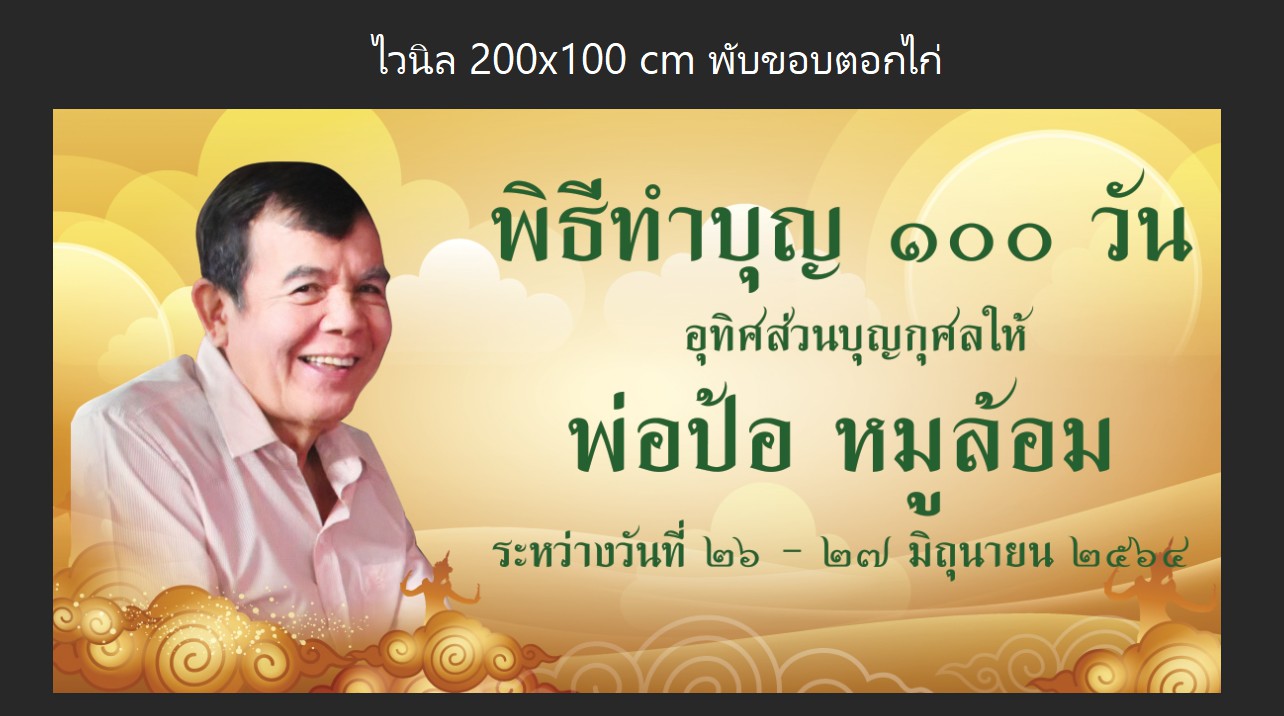 ไวนิล 200x100 cm พับขอบตอกไก่
พิธีทำบุญ ๑๐๐ วัน
อุทิศส่วนบุญกุศลให้
พ่อป้อ หมูล้อม
ระหว่างวันที่ ๒๖ - ๒๗ มิถุนายน ๒๕๖๔